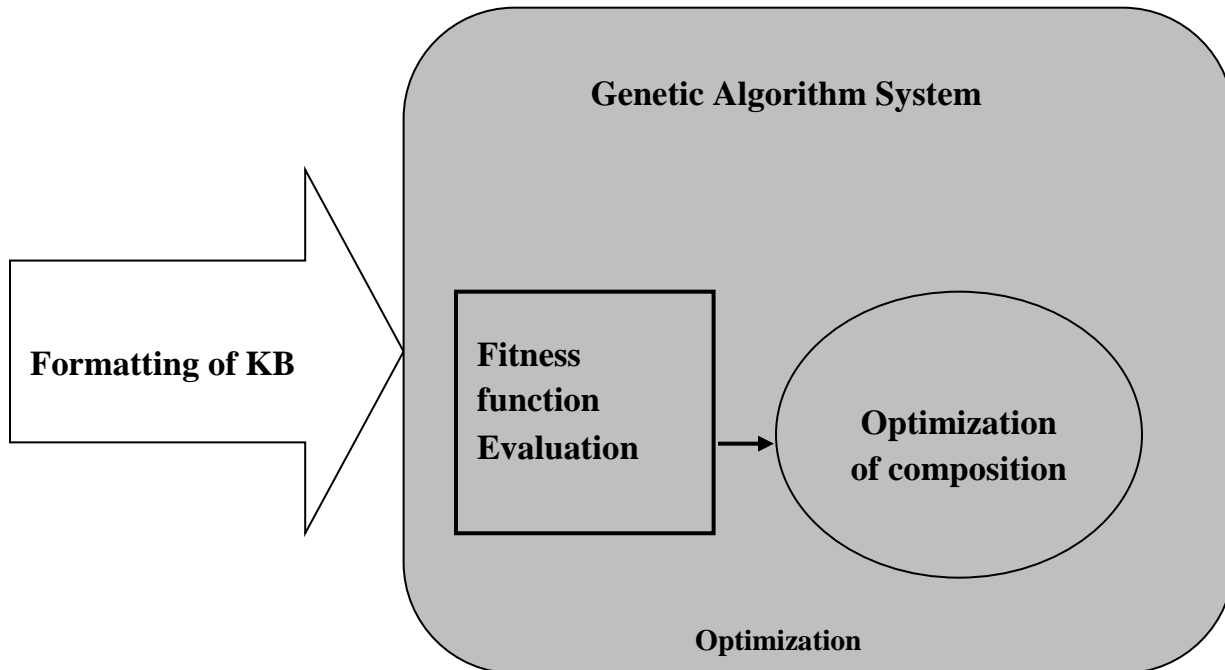 Genetic Algorithm System
Formatting of KB
Fitness
function
Evaluation
Optimization
of composition
Optimization